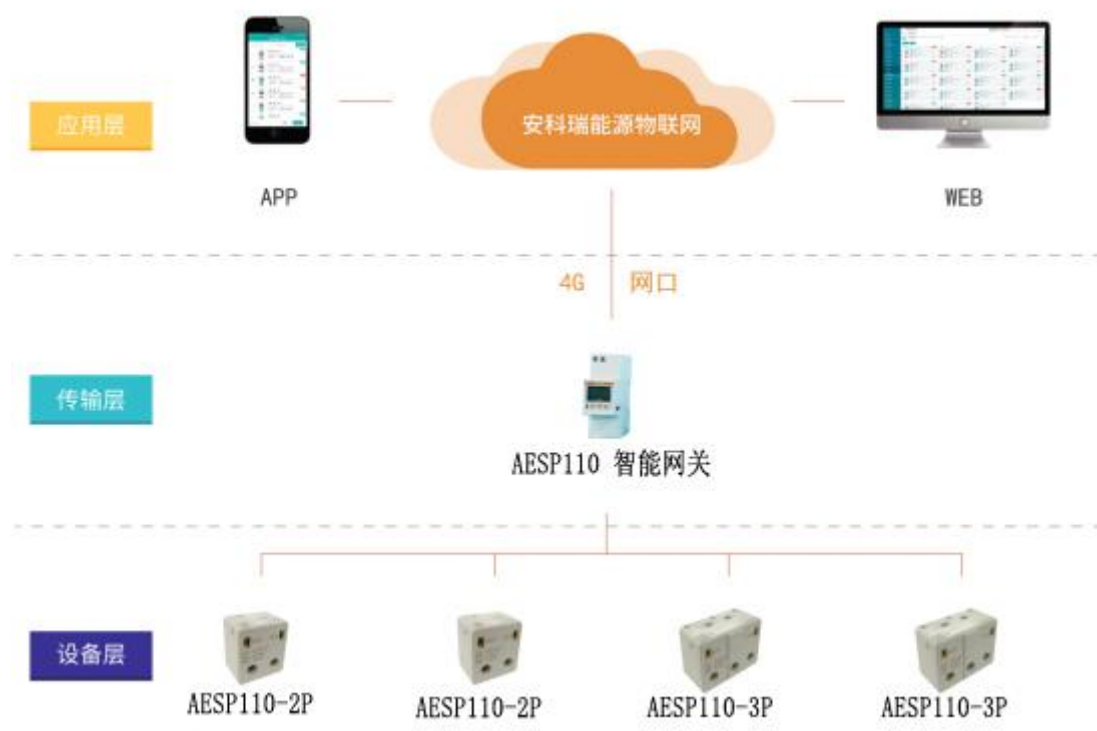 应用层
安科瑞能源物联网
APP
WEB
4G 网口
传输层
AESP110 智能网关
设备层
AESP110-2P
AESP110-2P
AESP110-3P
AESP110-3P